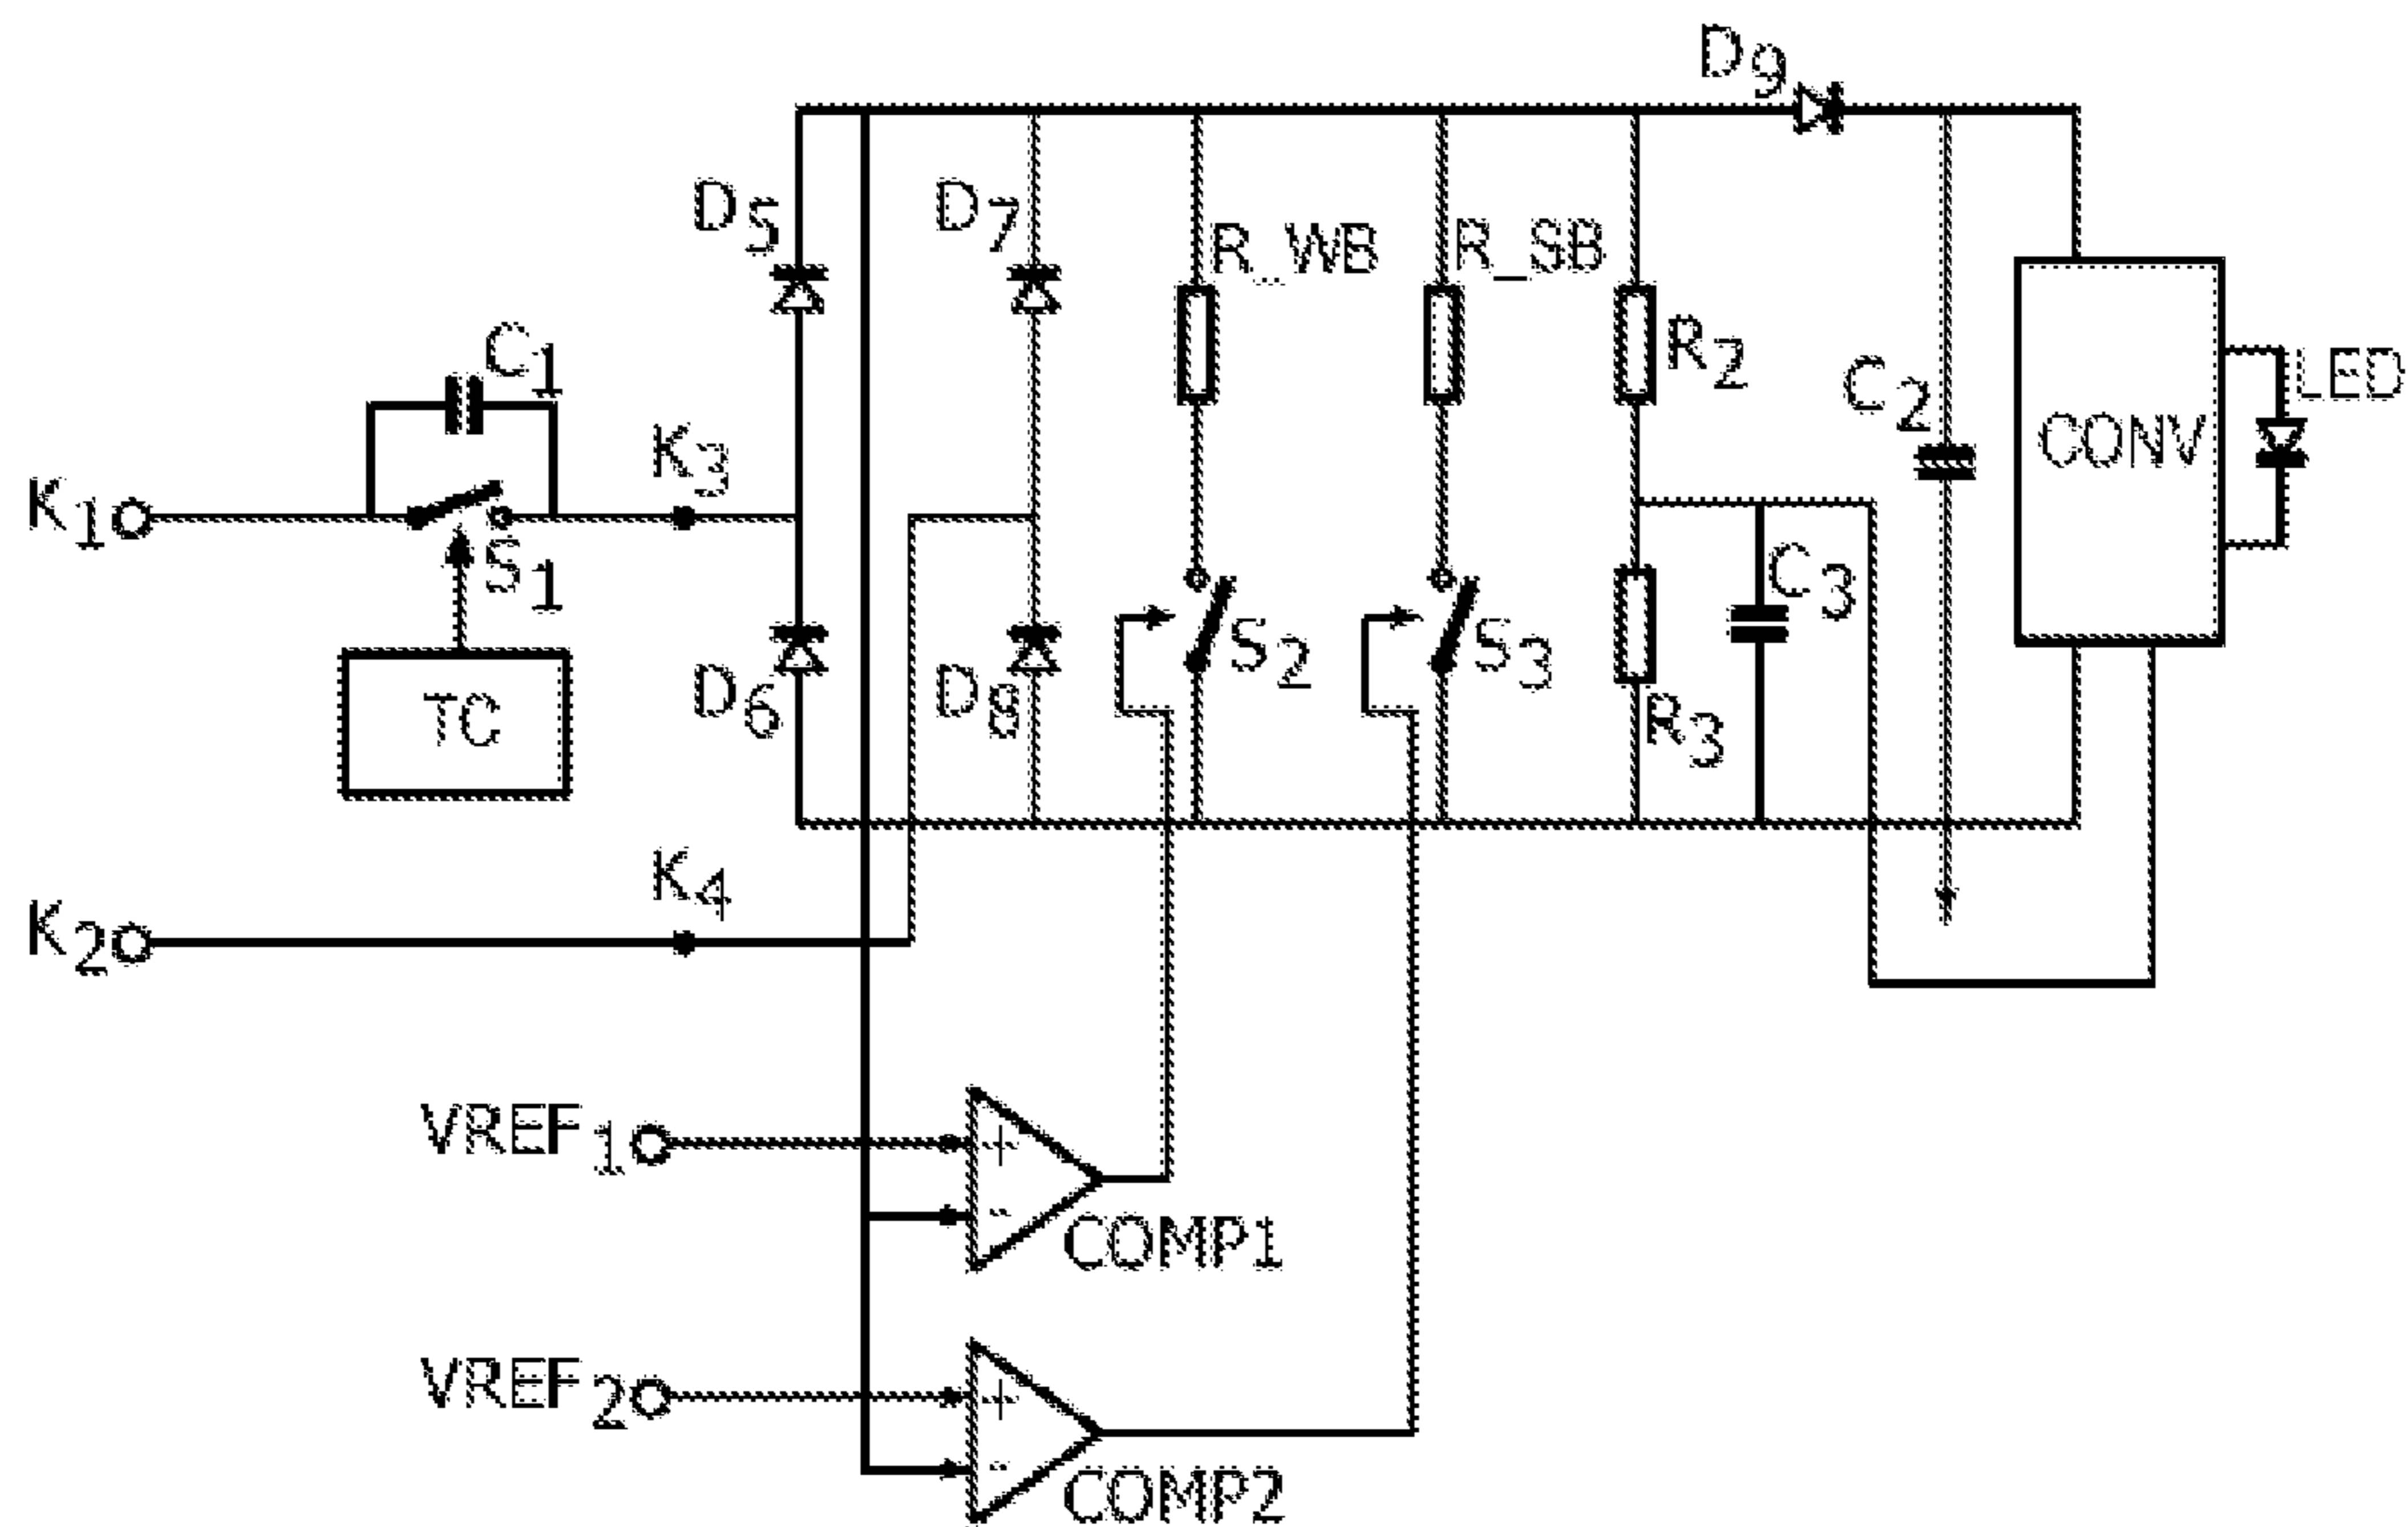 D9
D5
D7
R_WB
R_SB
R2
C1
C2
CONV
LED
K1
K3
S1
C3
TC
D6
D8
S2
S3
R3
K2
K4
VREF1
+
-
COMP1
VREF2
+
-
COMP2